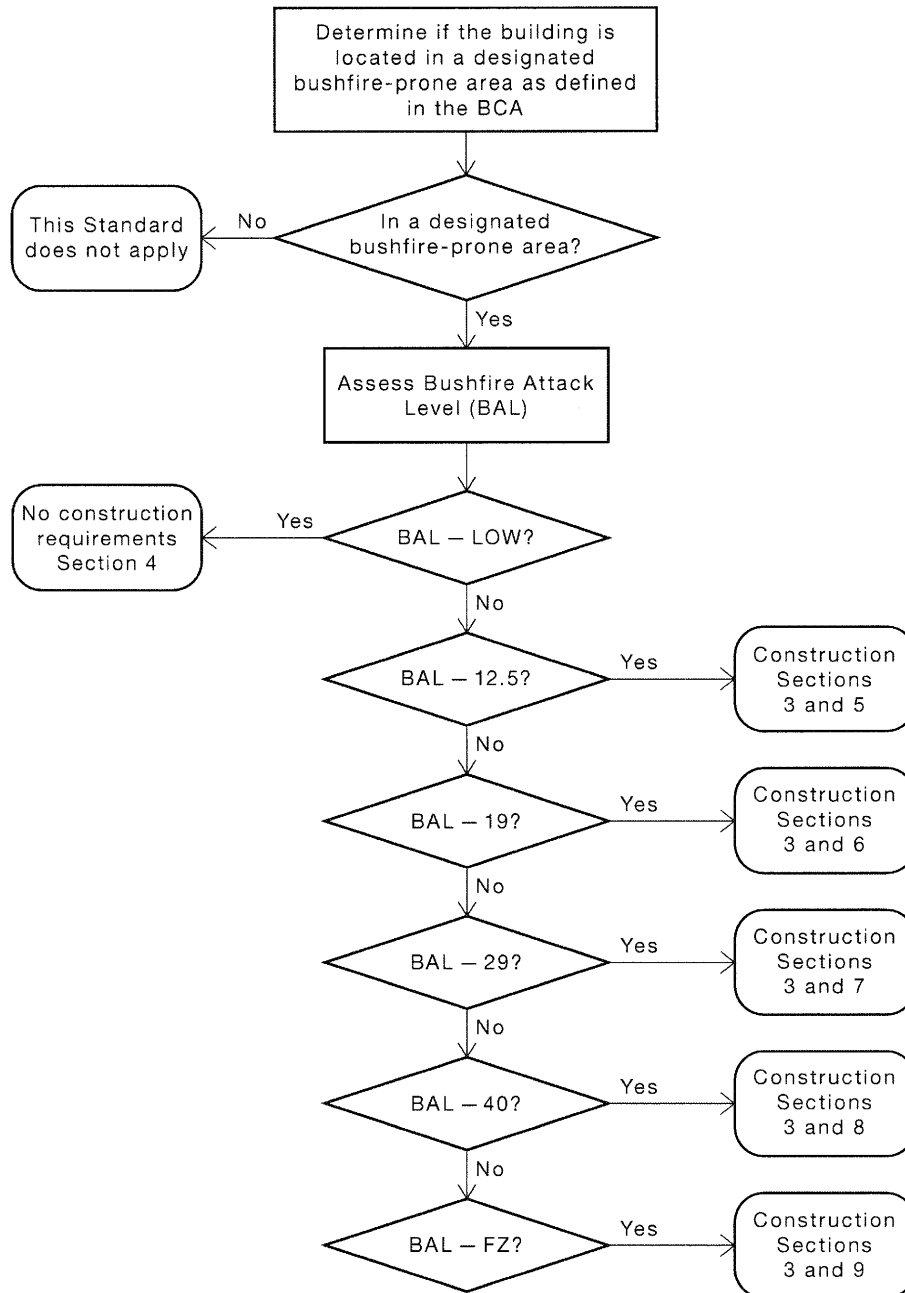 Determine if the building is
located in a designated
bushfire-prone area as defined
in the BCA
This Standard
does not apply
No
In a designated
bushfire-prone area?
Yes
Assess Bushfire Attack
Level (BAL)
No construction
requirements
Section 4
Yes
BAL – LOW?
No
BAL – 12.5?
Yes
Construction
Sections
3 and 5
No
BAL – 19?
Yes
Construction
Sections
3 and 6
No
BAL – 29?
Yes
Construction
Sections
3 and 7
No
BAL – 40?
Yes
Construction
Sections
3 and 8
No
BAL – FZ?
Yes
Construction
Sections
3 and 9